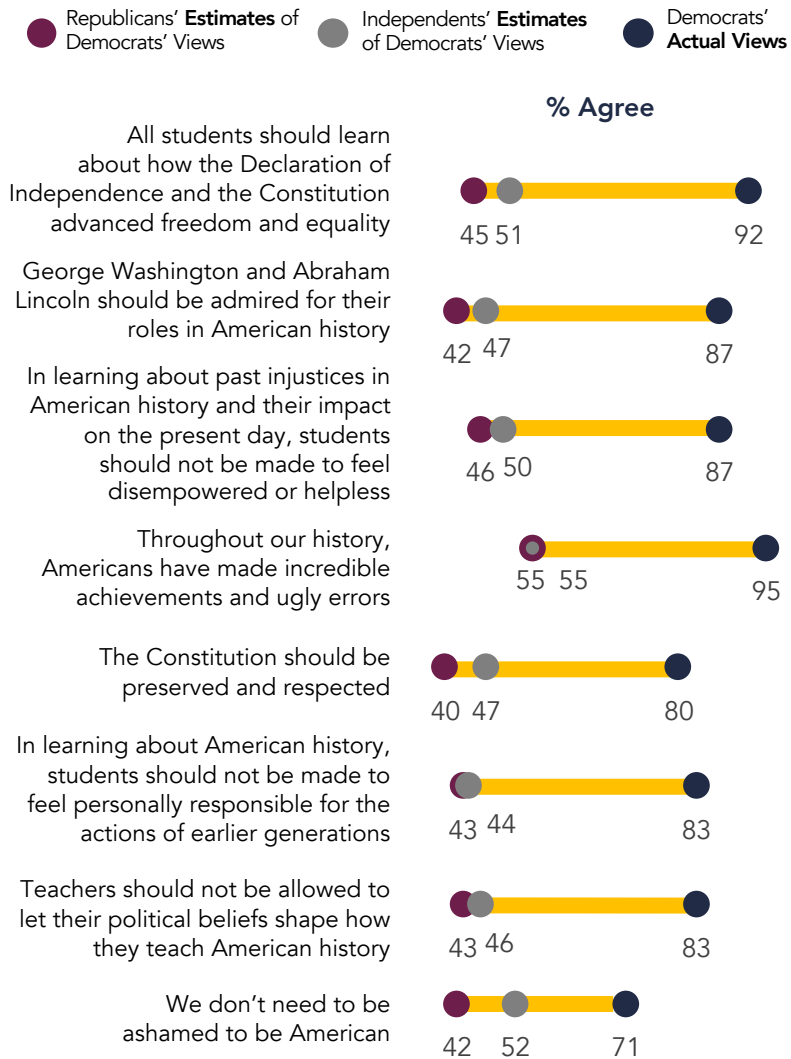 Republicans' Estimates of
Democrats' Views
Independents' Estimates
of Democrats' Views
Democrats'
Actual Views
% Agree
All students should learn
about how the Declaration of
Independence and the Constitution
advanced freedom and equality
45 51 92
George Washington and Abraham
Lincoln should be admired for their
roles in American history
42 47 87
In learning about past injustices in
American history and their impact
on the present day, students
should not be made to feel
disempowered or helpless
46 50 87
Throughout our history,
Americans have made incredible
achievements and ugly errors
55 55 95
The Constitution should be
preserved and respected
40 47 80
In learning about American history,
students should not be made to
feel personally responsible for the
actions of earlier generations
43 44 83
Teachers should not be allowed to
let their political beliefs shape how
they teach American history
43 46 83
We don't need to be
ashamed to be American
42 52 71